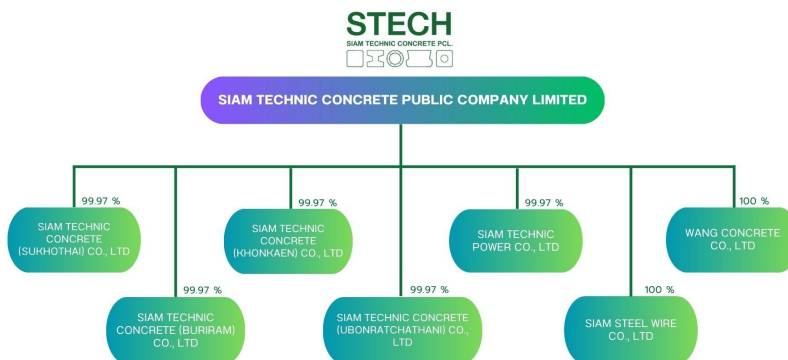 STECH
SIAM TECHNIC CONCRETE PCL.
SIAM TECHNIC CONCRETE PUBLIC COMPANY LIMITED
99.97 %
SIAM TECHNIC
CONCRETE
(SUKHOTHAI) CO., LTD
99.97 %
SIAM TECHNIC
CONCRETE
(KHONKAEN) CO., LTD
99.97 %
SIAM TECHNIC
POWER CO., LTD
100 %
WANG CONCRETE
CO., LTD
99.97 %
SIAM TECHNIC
CONCRETE (BURIRAM)
CO., LTD
99.97 %
SIAM TECHNIC CONCRETE
(UBONRATCHATHANI) CO.,
LTD
100 %
SIAM STEEL WIRE
CO., LTD